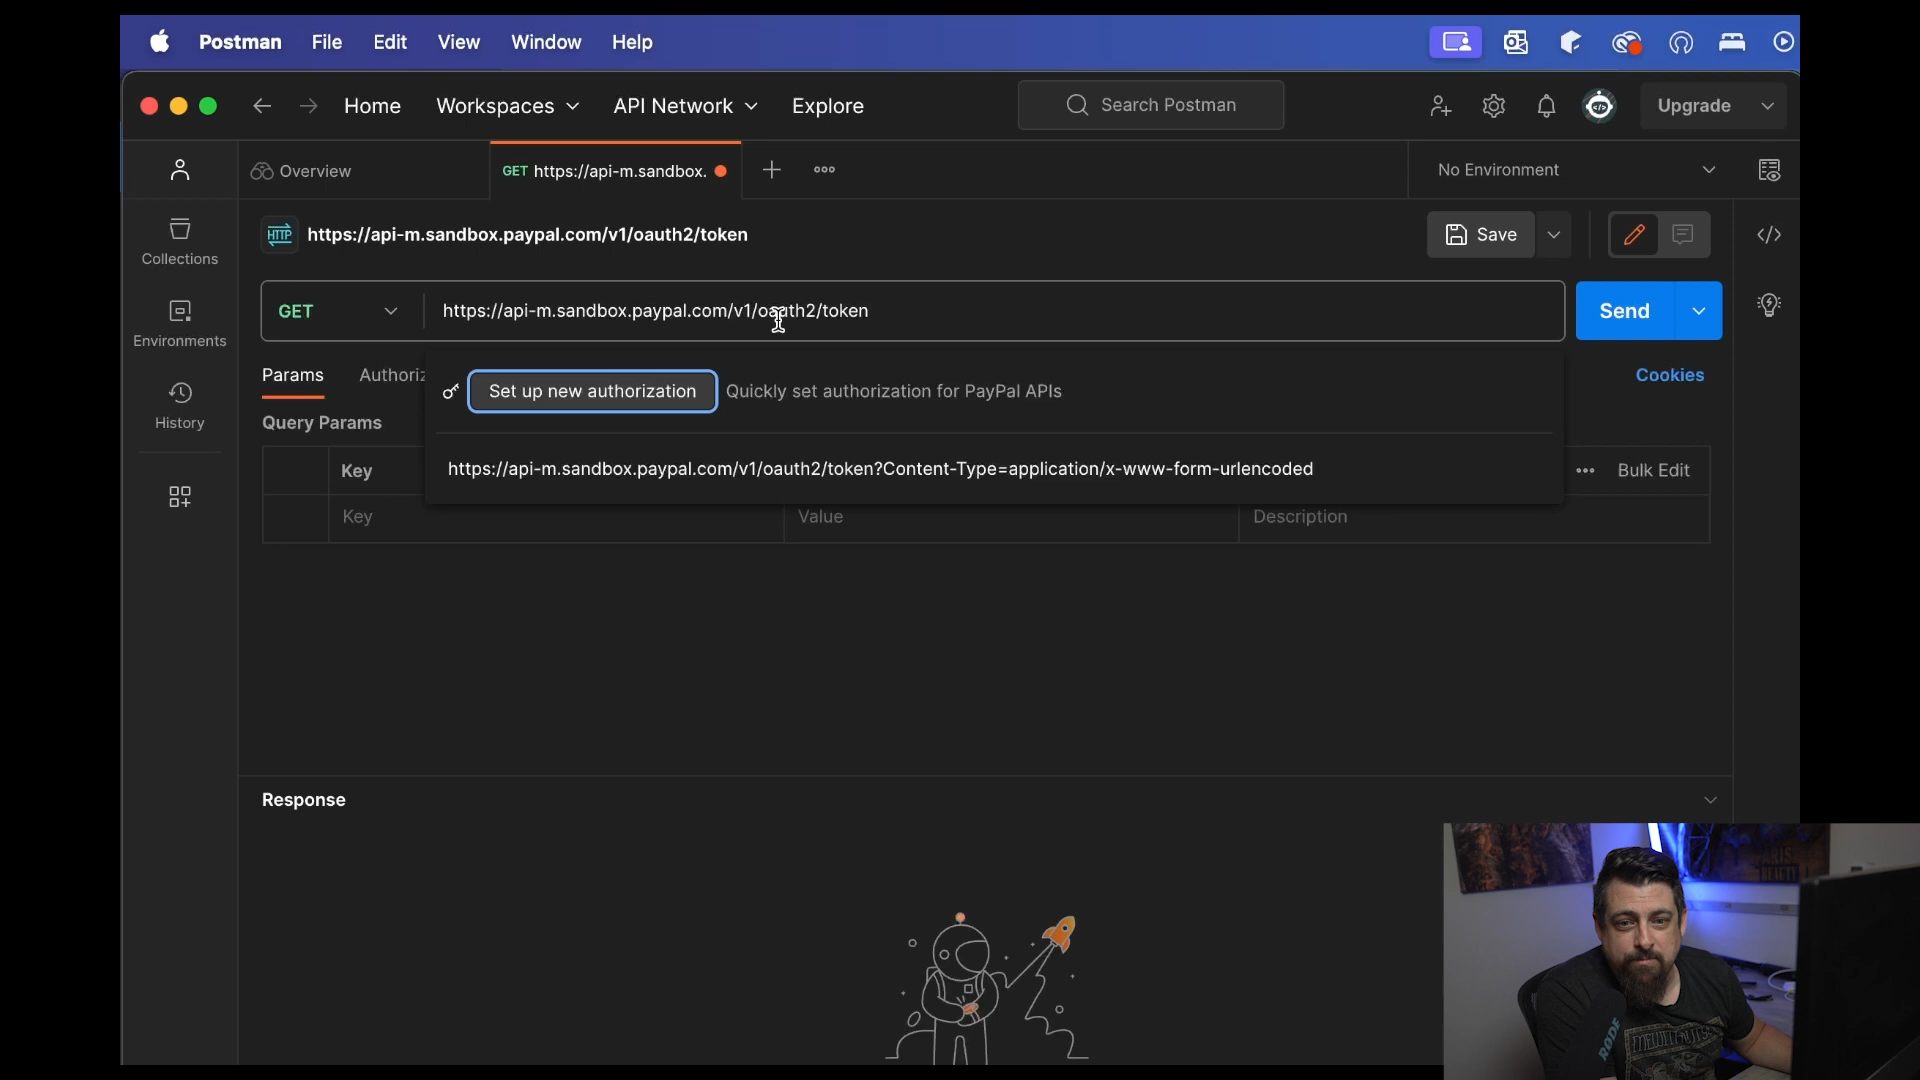 Postman File Edit View Window Help
Home Workspaces API Network Explore Search Postman Upgrade
Overview GET https://api-m.sandbox. No Environment
HTTP https://api-m.sandbox.paypal.com/v1/oauth2/token Save
Collections
GET https://api-m.sandbox.paypal.com/v1/oauth2/token Send
Environments
Params Authoriz Cookies
Set up new authorization Quickly set authorization for PayPal APIs
History
Query Params
Key https://api-m.sandbox.paypal.com/v1/oauth2/token?Content-Type=application/x-www-form-urlencoded Bulk Edit
Key Value Description
Response
PARIS
BEAUTY
RODE